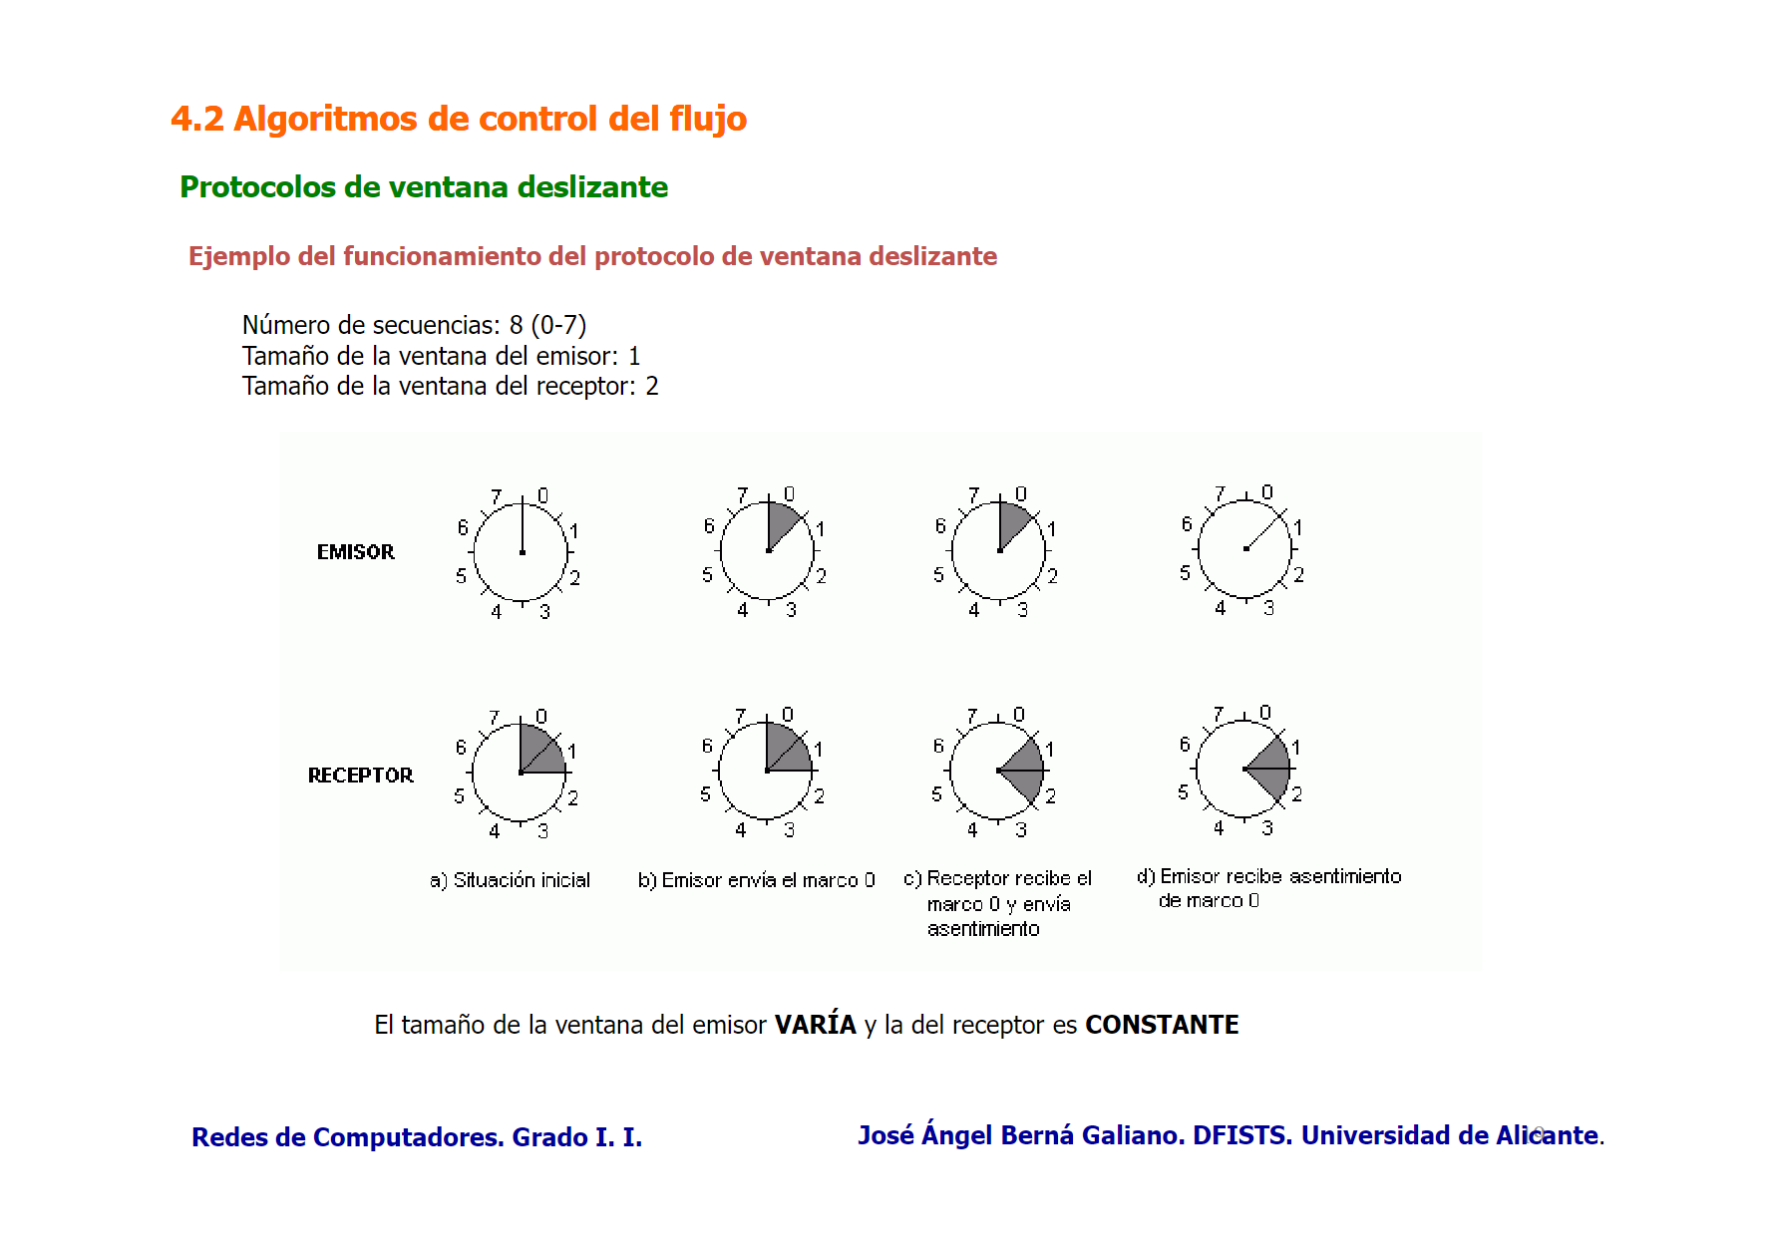 4.2 Algoritmos de control del flujo
Protocolos de ventana deslizante
Ejemplo del funcionamiento del protocolo de ventana deslizante
Número de secuencias: 8 (0-7)
Tamaño de la ventana del emisor: 1
Tamaño de la ventana del receptor: 2
EMISOR
7 0
6 1
5 2
4 3
7 0
6 1
5 2
4 3
7 0
6 1
5 2
4 3
7 0
6 1
5 2
4 3
RECEPTOR
7 0
6 1
5 2
4 3
7 0
6 1
5 2
4 3
7 0
6 1
5 2
4 3
7 0
6 1
5 2
4 3
a) Situación inicial
b) Emisor envía el marco 0
c) Receptor recibe el
marco 0 y envía
asentimiento
d) Emisor recibe asentimiento
de marco 0
El tamaño de la ventana del emisor VARÍA y la del receptor es CONSTANTE
Redes de Computadores. Grado I. I.
José Ángel Berná Galiano. DFISTS. Universidad de Alicante.